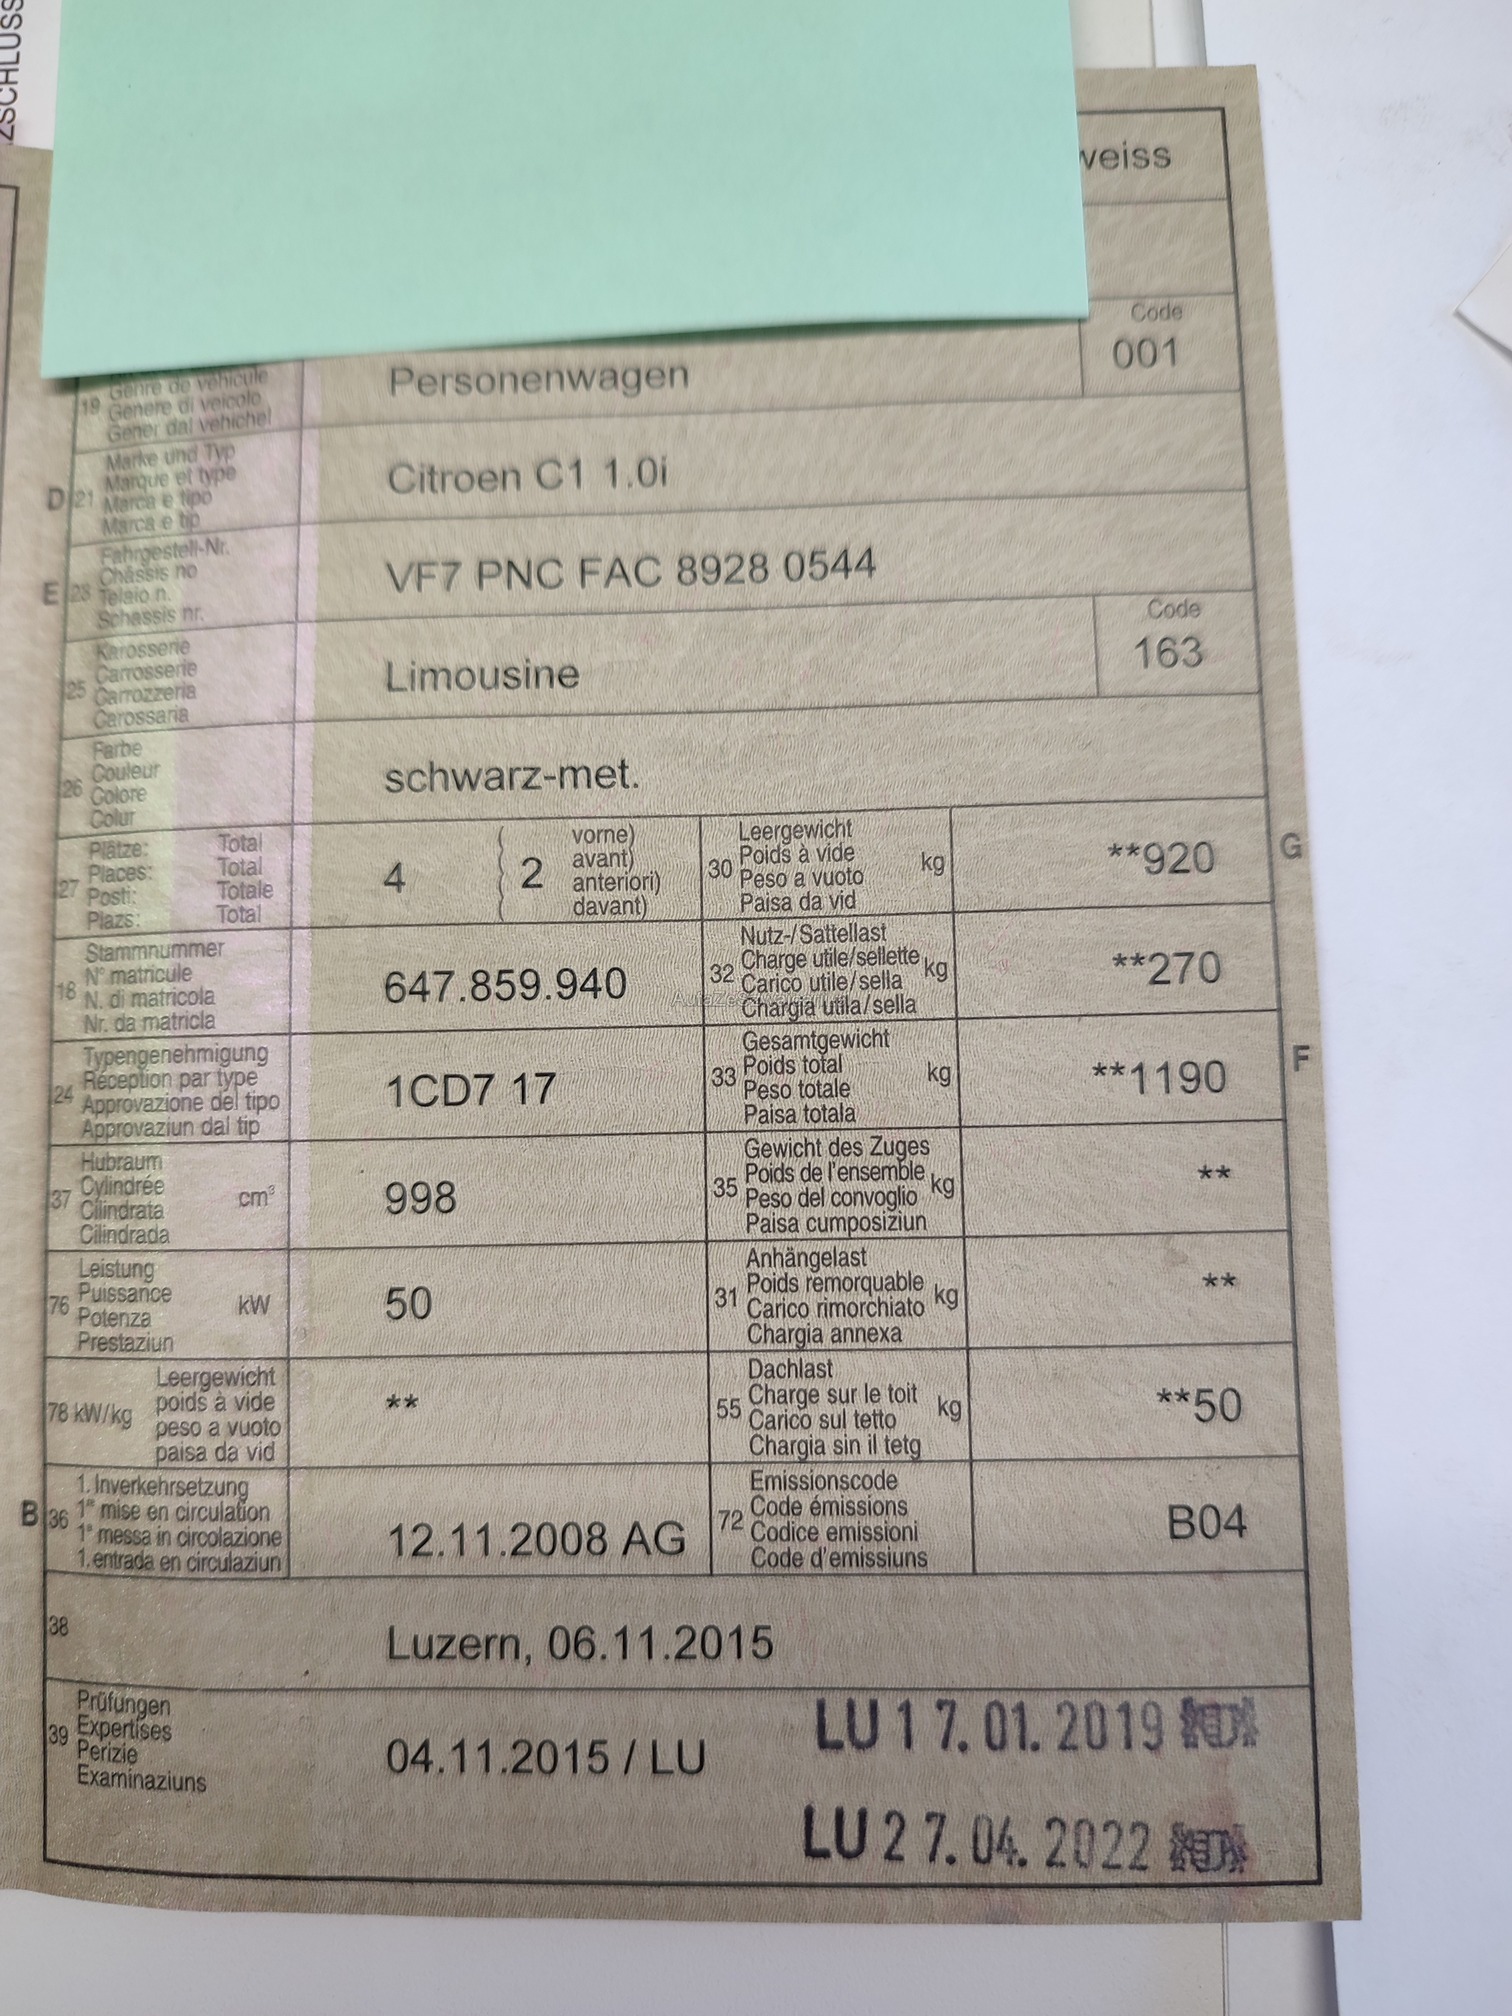 ZSCHLUSS
weiss
Code
001
19
Genre de véhicule
Genere di veicolo
Gener dal vehichel
Personenwagen
D 21
Marke und Typ
Marque et type
Marca e tipo
Marca e tip
Citroen C1 1.0i
E 23
Fahrgestell-Nr.
Châssis no
Telaio n.
Schassis nr.
VF7 PNC FAC 8928 0544
25
Karosserie
Carrosserie
Carrozzeria
Carossaria
Limousine
Code
163
26
Farbe
Couleur
Colore
Colur
schwarz-met.
27
Plätze: Total
Places: Total
Posti: Totale
Plazs: Total
4 ( 2
vorne)
avant)
anteriori)
davant)
30
Leergewicht
Poids à vide kg
Peso a vuoto
Paisa da vid
**920 G
18
Stammnummer
N° matricule
N. di matricola
Nr. da matricla
647.859.940
32
Nutz-/Sattellast
Charge utile/sellette kg
Carico utile/sella
Chargia utila/sella
**270
24
Typengenehmigung
Réception par type
Approvazione del tipo
Approvaziun dal tip
1CD7 17
33
Gesamtgewicht
Poids total kg
Peso totale
Paisa totala
**1190 F
37
Hubraum
Cylindrée cm³
Cilindrata
Cilindrada
998
35
Gewicht des Zuges
Poids de l'ensemble kg
Peso del convoglio
Paisa cumposiziun
**
76
Leistung
Puissance kW
Potenza
Prestaziun
50
31
Anhängelast
Poids remorquable kg
Carico rimorchiato
Chargia annexa
**
78 kW/kg
Leergewicht
poids à vide
peso a vuoto
paisa da vid
**
55
Dachlast
Charge sur le toit kg
Carico sul tetto
Chargia sin il tetg
**50
B 36
1. Inverkehrsetzung
1re mise en circulation
1a messa in circolazione
1. entrada en circulaziun
12.11.2008 AG
72
Emissionscode
Code émissions
Codice emissioni
Code d'emissiuns
B04
38
Luzern, 06.11.2015
39
Prüfungen
Expertises
Perizie
Examinaziuns
04.11.2015 / LU
LU 17.01.2019
LU 27.04.2022